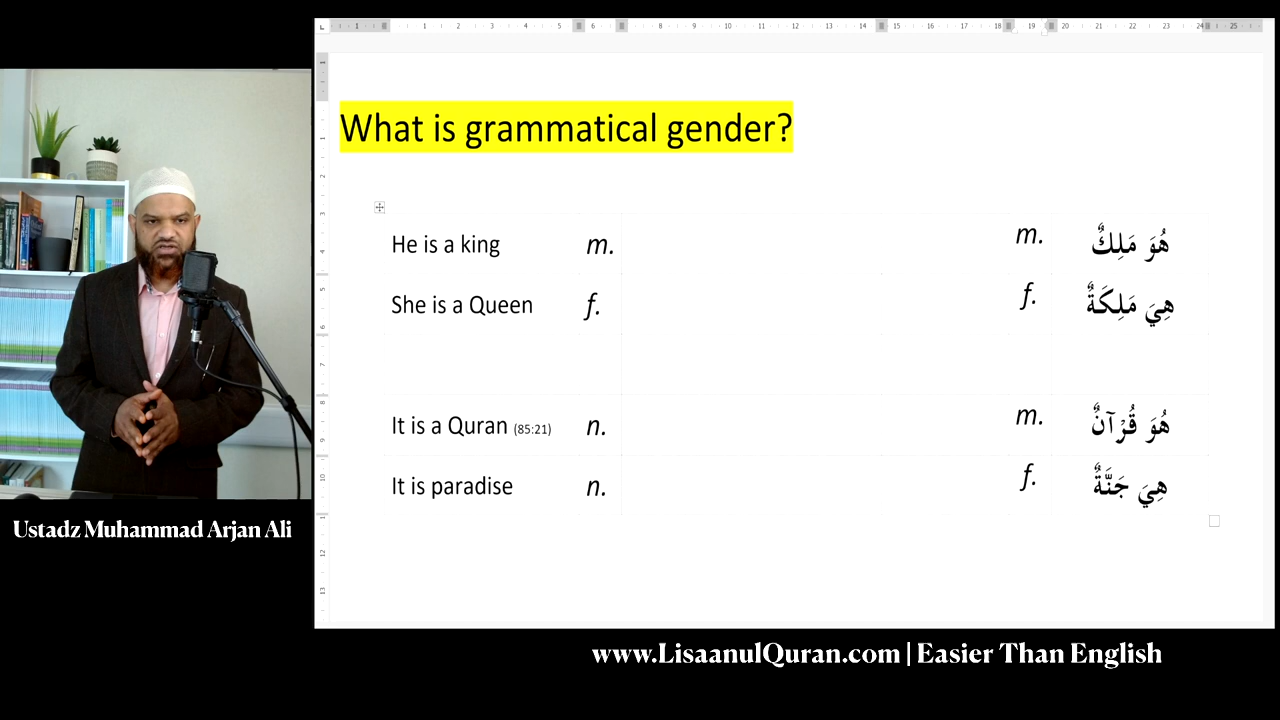 What is grammatical gender?
He is a king m. m. هُوَ مَلِكٌ
She is a Queen f. f. هِيَ مَلِكَةٌ
It is a Quran (85:21) n. m. هُوَ قُرْآنٌ
It is paradise n. f. هِيَ جَنَّةٌ
Ustadz Muhammad Arjan Ali
www.LisaanulQuran.com | Easier Than English